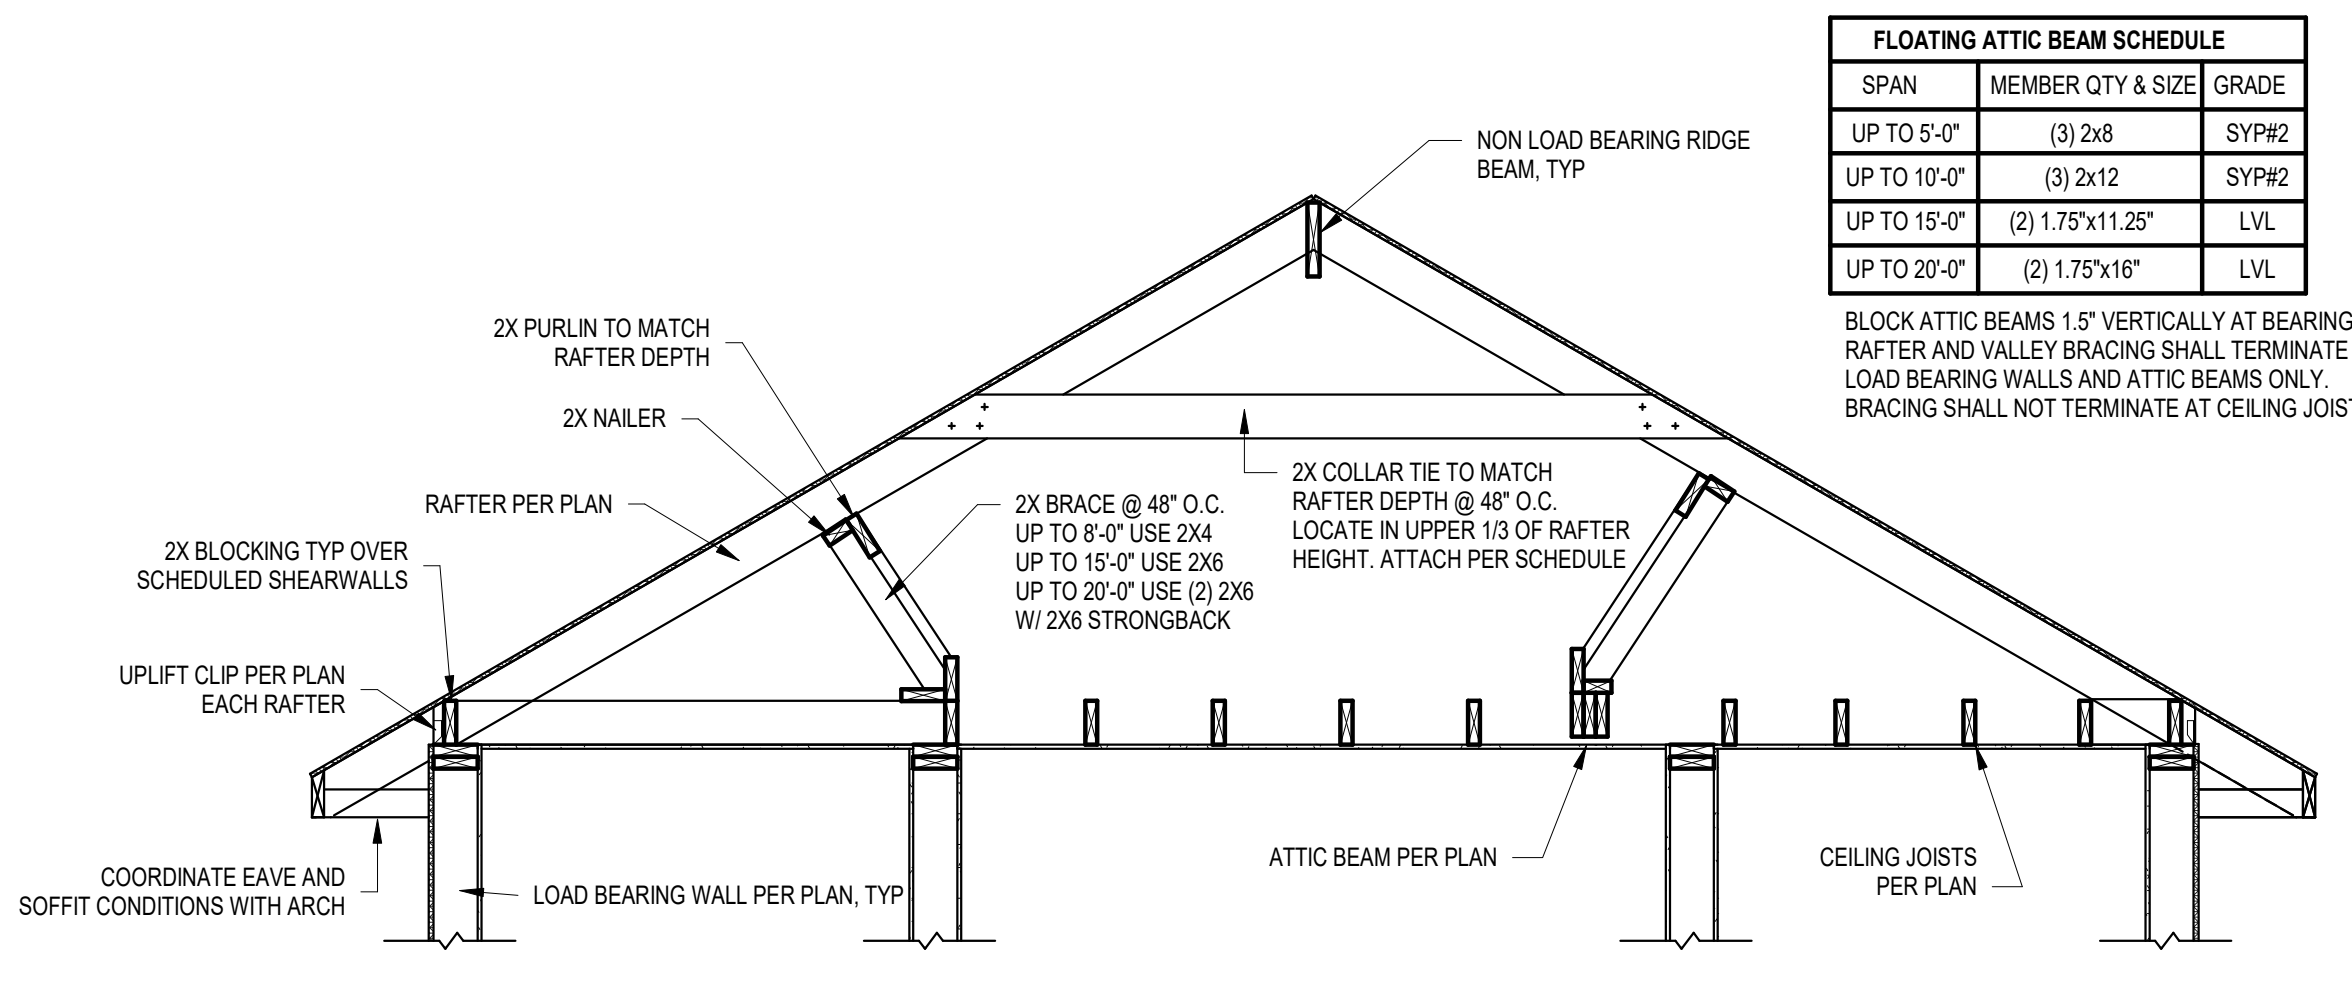 FLOATING ATTIC BEAM SCHEDULE
SPAN MEMBER QTY & SIZE GRADE
UP TO 5'-0" (3) 2x8 SYP#2
UP TO 10'-0" (3) 2x12 SYP#2
UP TO 15'-0" (2) 1.75"x11.25" LVL
UP TO 20'-0" (2) 1.75"x16" LVL
BLOCK ATTIC BEAMS 1.5" VERTICALLY AT BEARING
RAFTER AND VALLEY BRACING SHALL TERMINATE
LOAD BEARING WALLS AND ATTIC BEAMS ONLY.
BRACING SHALL NOT TERMINATE AT CEILING
NON LOAD BEARING RIDGE
BEAM, TYP
2X PURLIN TO MATCH
RAFTER DEPTH
2X NAILER
RAFTER PER PLAN
2X BLOCKING TYP OVER
SCHEDULED SHEARWALLS
UPLIFT CLIP PER PLAN
EACH RAFTER
2X BRACE @ 48" O.C.
UP TO 8'-0" USE 2X4
UP TO 15'-0" USE 2X6
UP TO 20'-0" USE (2) 2X6
W/ 2X6 STRONGBACK
2X COLLAR TIE TO MATCH
RAFTER DEPTH @ 48" O.C.
LOCATE IN UPPER 1/3 OF RAFTER
HEIGHT. ATTACH PER SCHEDULE
COORDINATE EAVE AND
SOFFIT CONDITIONS WITH ARCH
LOAD BEARING WALL PER PLAN, TYP
ATTIC BEAM PER PLAN
CEILING JOISTS
PER PLAN